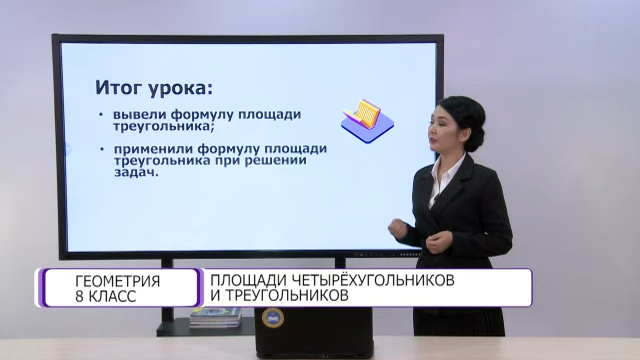 Итог урока:
• вывели формулу площади
треугольника;
• применили формулу площади
треугольника при решении
задач.
ГЕОМЕТРИЯ
8 КЛАСС
ПЛОЩАДИ ЧЕТЫРЁХУГОЛЬНИКОВ
И ТРЕУГОЛЬНИКОВ